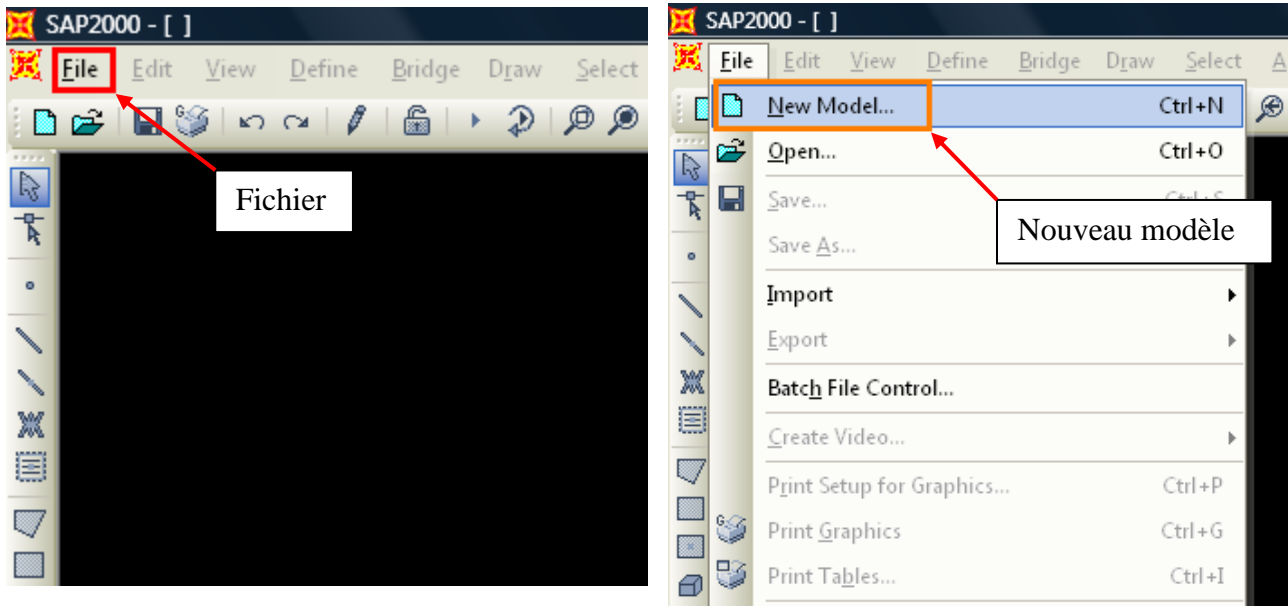 SAP2000 - [ ]
File Edit View Define Bridge Draw Select
Fichier
SAP2000 - [ ]
File Edit View Define Bridge Draw Select A
New Model... Ctrl+N
Open... Ctrl+O
Save... Ctrl+S
Nouveau modèle
Save As...
Import
Export
Batch File Control...
Create Video...
Print Setup for Graphics... Ctrl+P
Print Graphics Ctrl+G
Print Tables... Ctrl+I